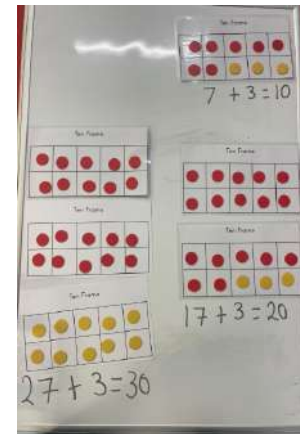 Ten Frame
7 + 3 = 10
Ten Frame
Ten Frame
Ten Frame
Ten Frame
17 + 3 = 20
Ten Frame
27 + 3 = 30